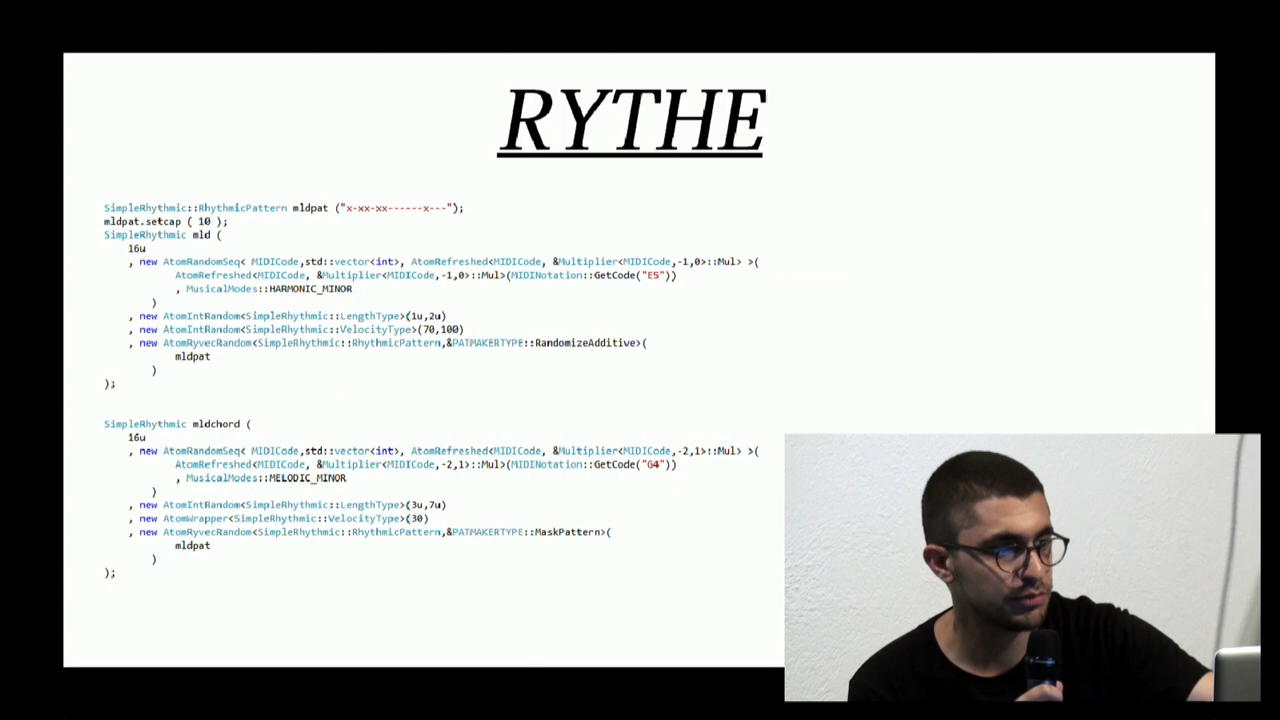 RYTHE
SimpleRhythmic::RhythmicPattern mldpat ("x-xx-xx------x---");
mldpat.setcap ( 10 );
SimpleRhythmic mld (
16u
, new AtomRandomSeq< MIDICode,std::vector<int>, AtomRefreshed<MIDICode, &Multiplier<MIDICode,-1,0>::Mul> >(
AtomRefreshed<MIDICode, &Multiplier<MIDICode,-1,0>::Mul>(MIDINotation::GetCode("E5"))
, MusicalModes::HARMONIC_MINOR
)
, new AtomIntRandom<SimpleRhythmic::LengthType>(1u,2u)
, new AtomIntRandom<SimpleRhythmic::VelocityType>(70,100)
, new AtomRyvecRandom<SimpleRhythmic::RhythmicPattern,&PATMAKERTYPE::RandomizeAdditive>(
mldpat
)
);
SimpleRhythmic mldchord (
16u
, new AtomRandomSeq< MIDICode,std::vector<int>, AtomRefreshed<MIDICode, &Multiplier<MIDICode,-2,1>::Mul> >(
AtomRefreshed<MIDICode, &Multiplier<MIDICode,-2,1>::Mul>(MIDINotation::GetCode("G4"))
, MusicalModes::MELODIC_MINOR
)
, new AtomIntRandom<SimpleRhythmic::LengthType>(3u,7u)
, new AtomWrapper<SimpleRhythmic::VelocityType>(30)
, new AtomRyvecRandom<SimpleRhythmic::RhythmicPattern,&PATMAKERTYPE::MaskPattern>(
mldpat
)
);